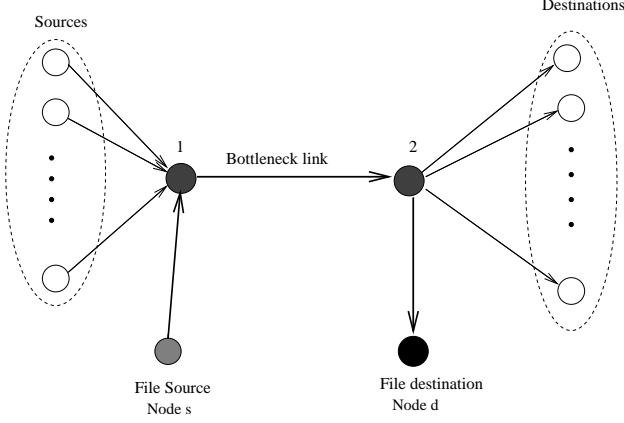 Destinations
Sources
1
2
Bottleneck link
File Source
Node s
File destination
Node d